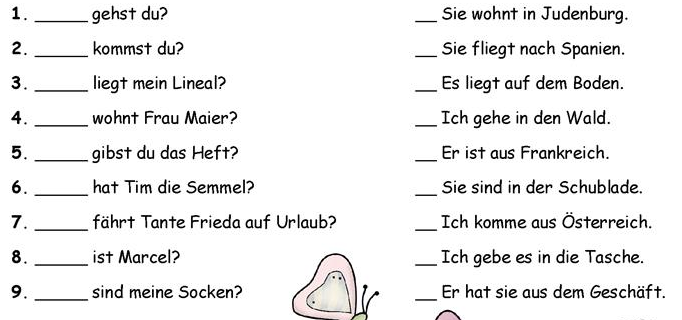 1. ______ gehst du? __ Sie wohnt in Judenburg.
2. ______ kommst du? __ Sie fliegt nach Spanien.
3. ______ liegt mein Lineal? __ Es liegt auf dem Boden.
4. ______ wohnt Frau Maier? __ Ich gehe in den Wald.
5. ______ gibst du das Heft? __ Er ist aus Frankreich.
6. ______ hat Tim die Semmel? __ Sie sind in der Schublade.
7. ______ fährt Tante Frieda auf Urlaub? __ Ich komme aus Österreich.
8. ______ ist Marcel? __ Ich gebe es in die Tasche.
9. ______ sind meine Socken? __ Er hat sie aus dem Geschäft.